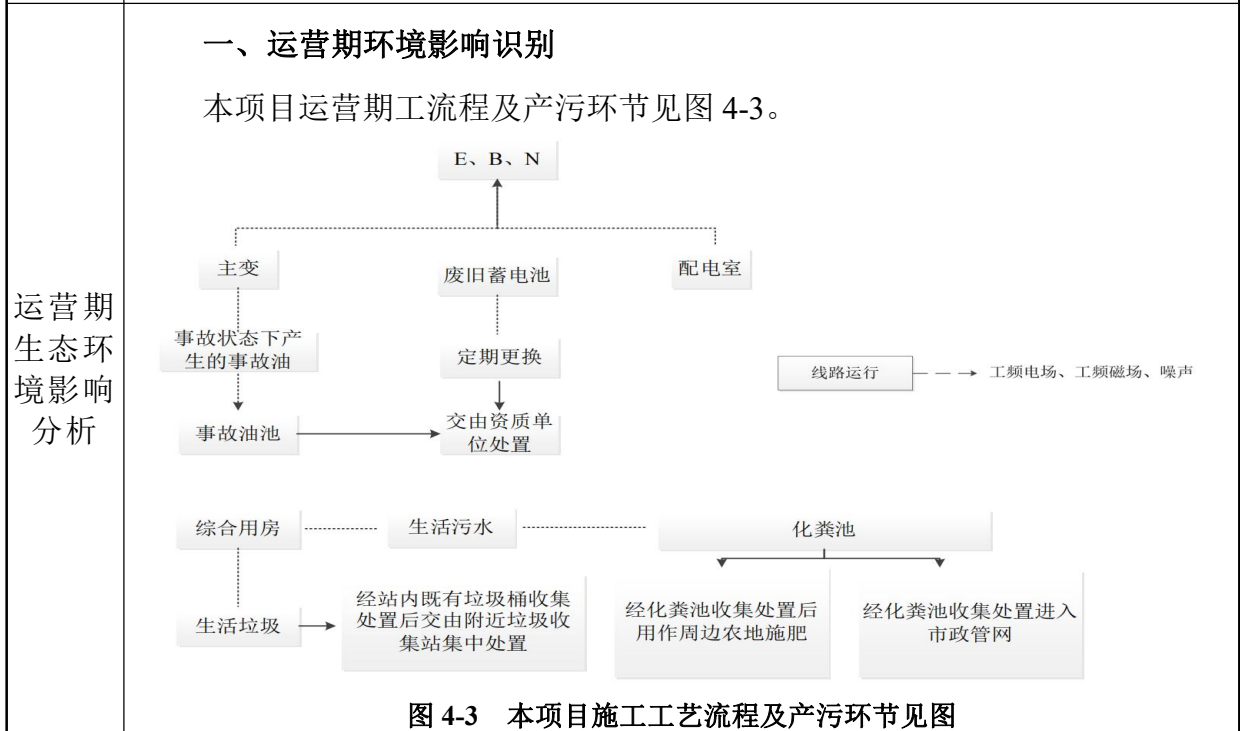 运营期
生态环
境影响
分析
一、运营期环境影响识别
本项目运营期工流程及产污环节见图 4-3。
E、B、N
主变
废旧蓄电池
配电室
事故状态下产
生的事故油
定期更换
线路运行
工频电场、工频磁场、噪声
事故油池
交由资质单
位处置
综合用房
生活污水
化粪池
生活垃圾
经站内既有垃圾桶收集
处置后交由附近垃圾收
集站集中处置
经化粪池收集处置后
用作周边农地施肥
经化粪池收集处置进入
市政管网
图 4-3 本项目施工工艺流程及产污环节见图